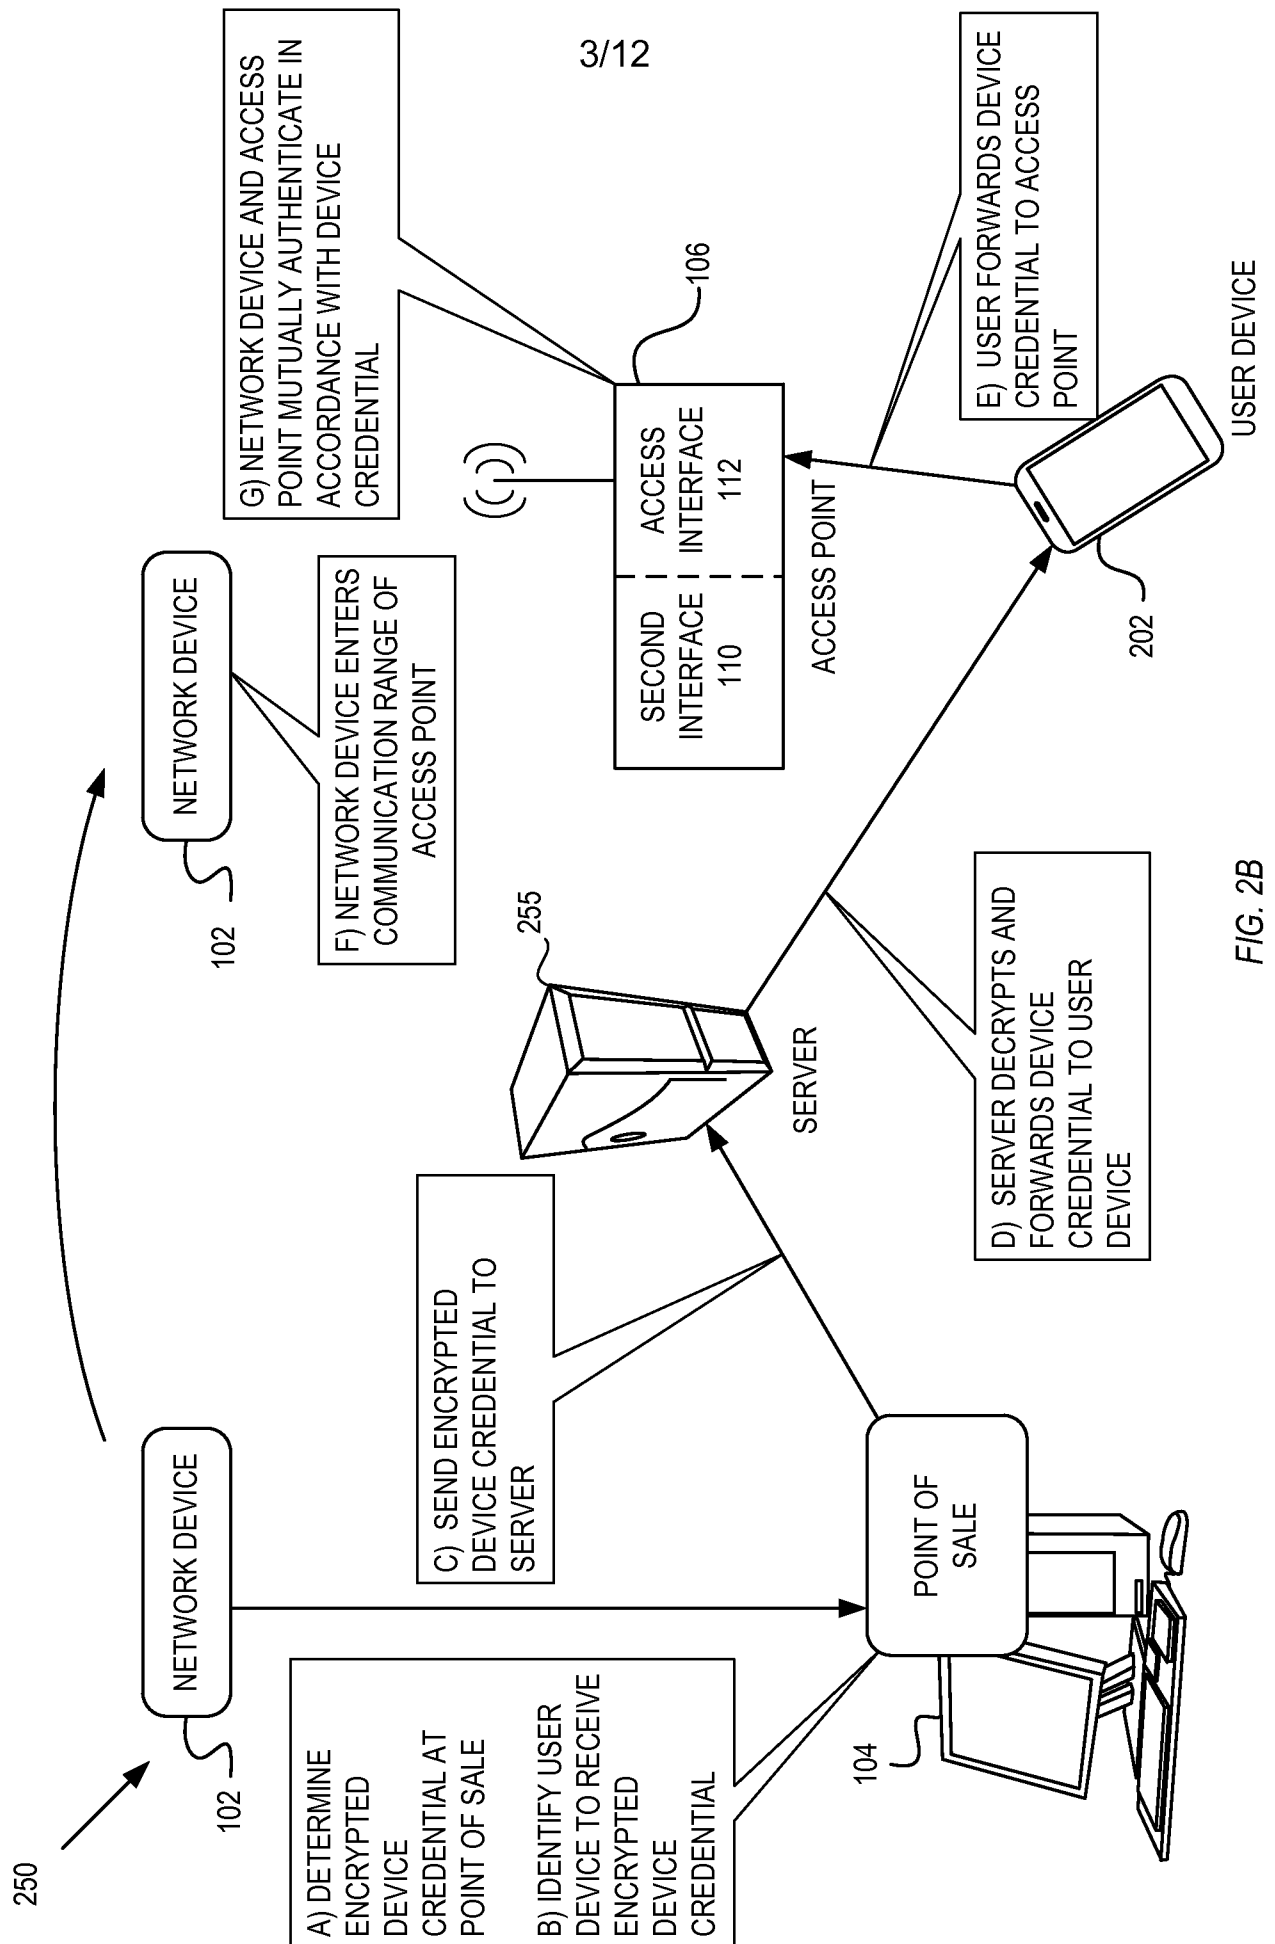 3/12
250
NETWORK DEVICE
102
NETWORK DEVICE
102
A) DETERMINE
ENCRYPTED
DEVICE
CREDENTIAL AT
POINT OF SALE
B) IDENTIFY USER
DEVICE TO RECEIVE
ENCRYPTED
DEVICE
CREDENTIAL
C) SEND ENCRYPTED
DEVICE CREDENTIAL TO
SERVER
F) NETWORK DEVICE ENTERS
COMMUNICATION RANGE OF
ACCESS POINT
G) NETWORK DEVICE AND ACCESS
POINT MUTUALLY AUTHENTICATE IN
ACCORDANCE WITH DEVICE
CREDENTIAL
255
SERVER
SECOND
INTERFACE
110
ACCESS
INTERFACE
112
106
ACCESS POINT
POINT OF
SALE
104
D) SERVER DECRYPTS AND
FORWARDS DEVICE
CREDENTIAL TO USER
DEVICE
E) USER FORWARDS DEVICE
CREDENTIAL TO ACCESS
POINT
202
USER DEVICE
FIG. 2B